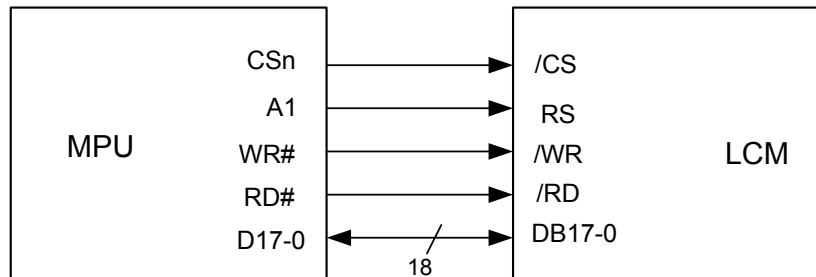 CSn
/CS
A1
RS
MPU
WR#
/WR
LCM
RD#
/RD
D17-0
DB17-0
18